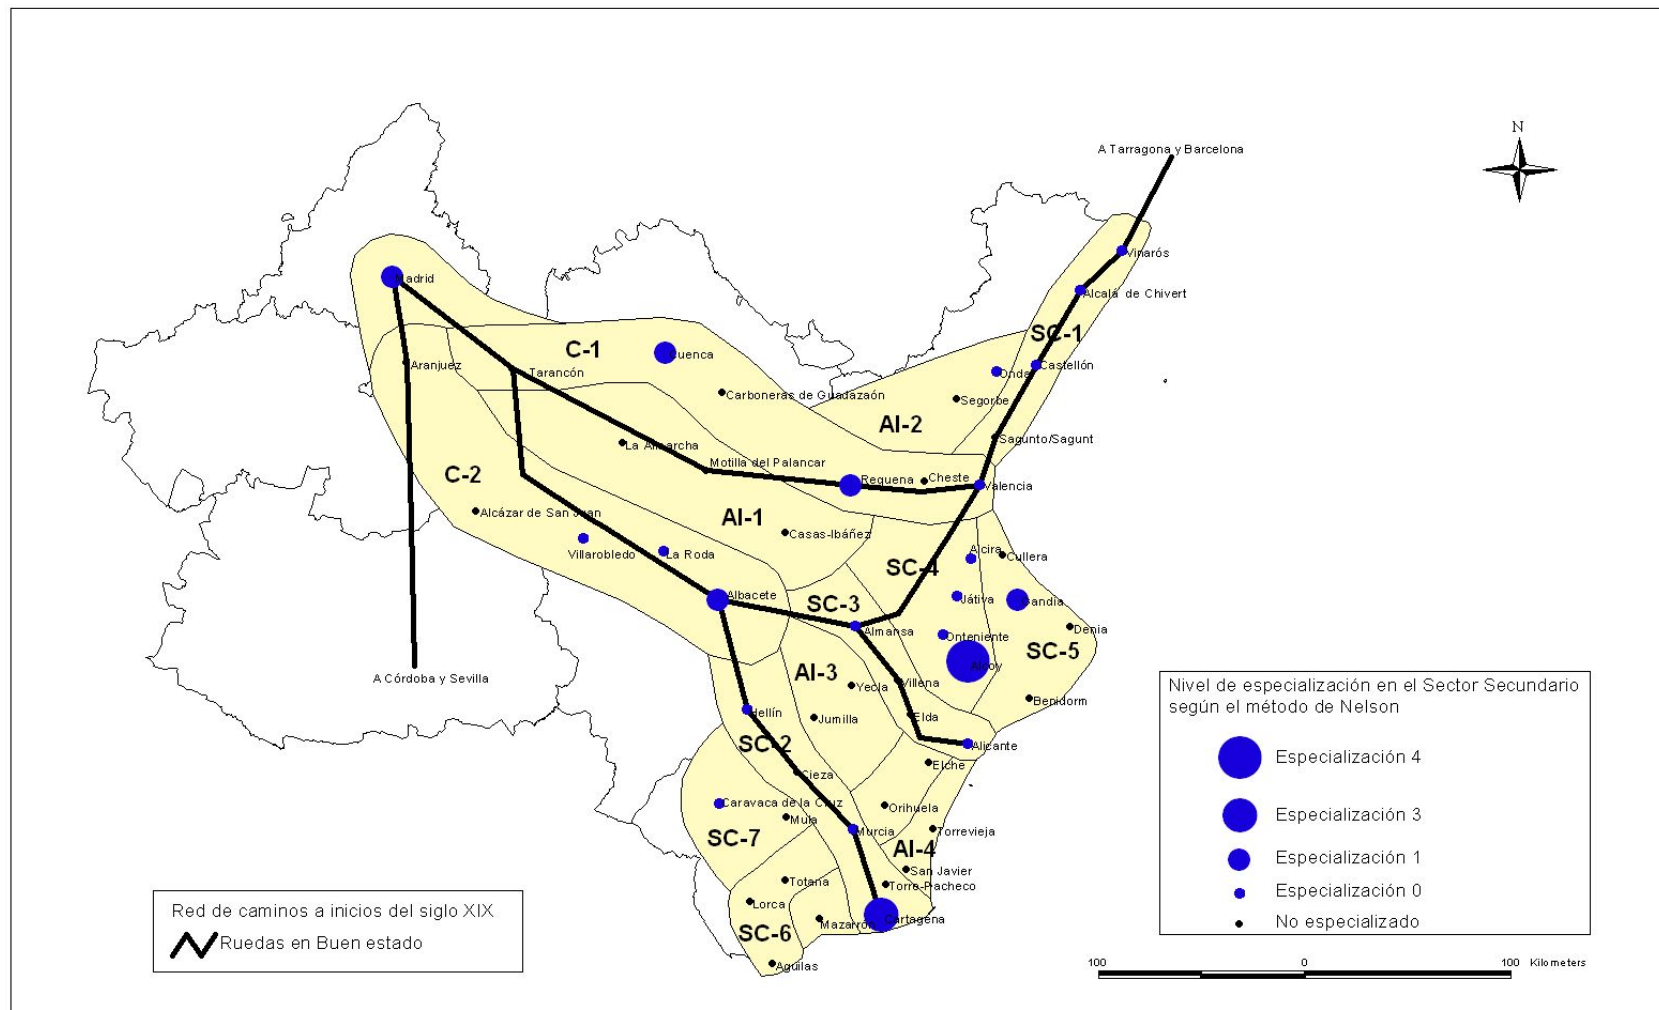 N
A Tarragona y Barcelona
Vinarós
Madrid
Alcalá de Chivert
SC-1
C-1
Cuenca
Aranjuez
Tarancón
Castellón
Onda
Carboneras de Guadazaón
Segorbe
AI-2
La Almarcha
Sagunto/Sagunt
Motilla del Palancar
C-2
Requena
Cheste
Valencia
Alcázar de San Juan
AI-1
Casas-Ibáñez
Villarobledo
La Roda
Alcira
Cullera
SC-4
Albacete
SC-3
Játiva
Gandía
Almansa
Onteniente
Denia
SC-5
A Córdoba y Sevilla
AI-3
Alcoy
Yecla
Villena
Benidorm
Hellín
Jumilla
Elda
SC-2
Alicante
Cieza
Elche
Caravaca de la Cruz
Mula
Orihuela
SC-7
Murcia
Torrevieja
AI-4
San Javier
Totana
Torre-Pacheco
Lorca
Mazarrón
Cartagena
SC-6
Aguilas
Nivel de especialización en el Sector Secundario
según el método de Nelson
Especialización 4
Especialización 3
Especialización 1
Especialización 0
No especializado
Red de caminos a inicios del siglo XIX
Ruedas en Buen estado
100 0 100 Kilometers